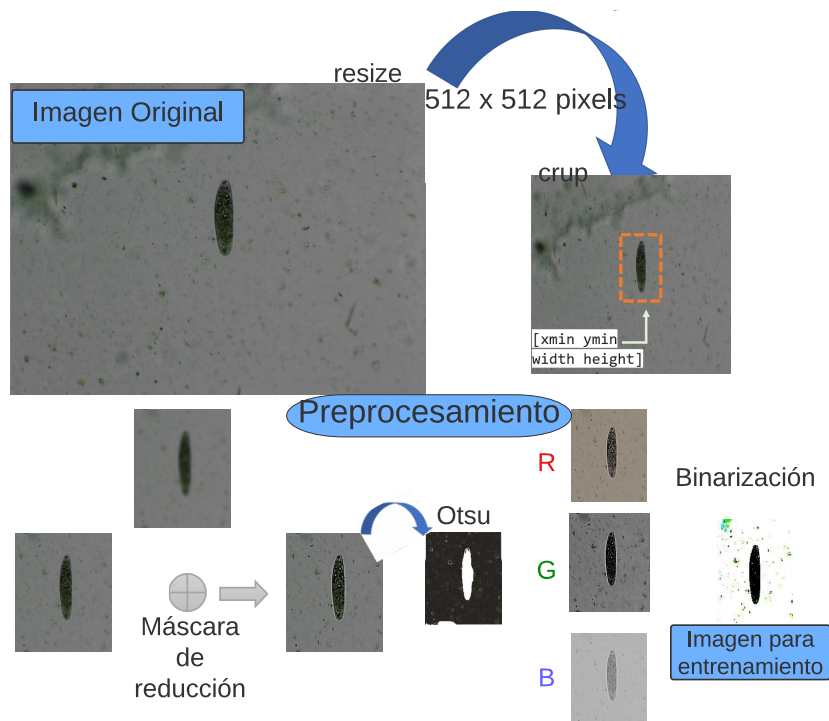 resize
Imagen Original
512 x 512 pixels
crup
[xmin ymin
width height]
Preprocesamiento
R
Binarización
Otsu
G
Máscara
de
reducción
Imagen para
entrenamiento
B